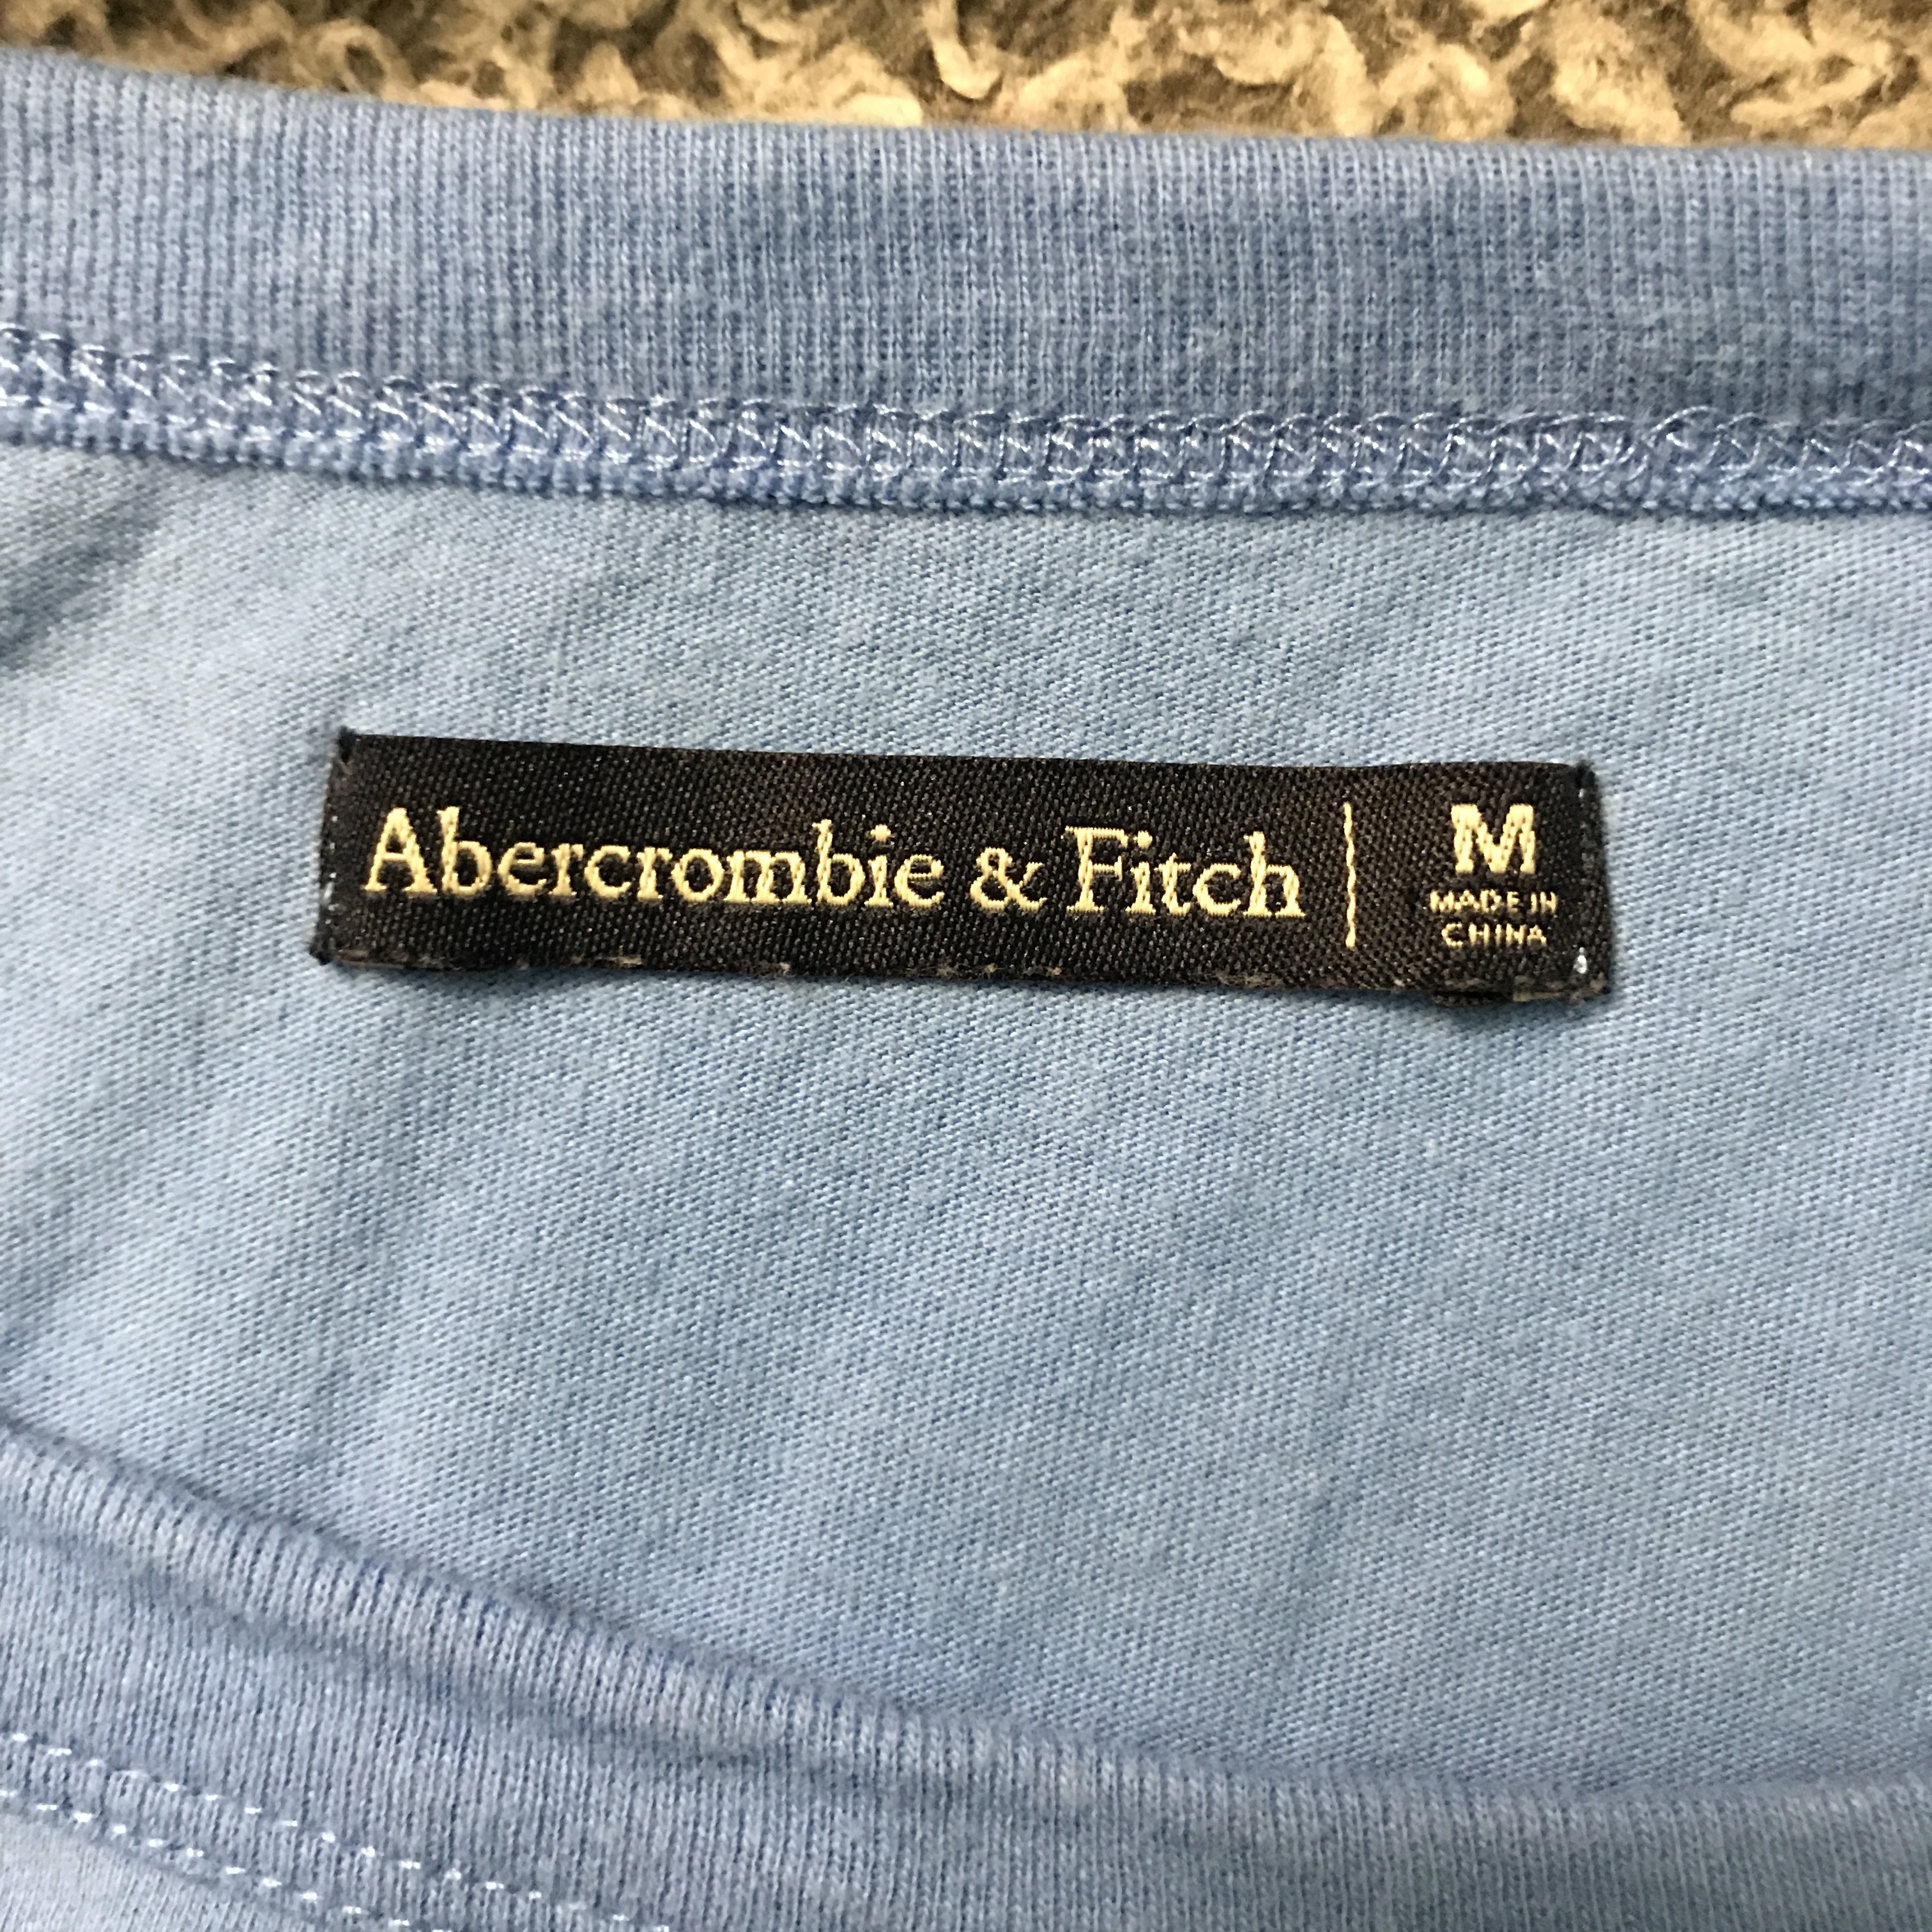 Abercrombie & Fitch
M
MADE IN
CHINA